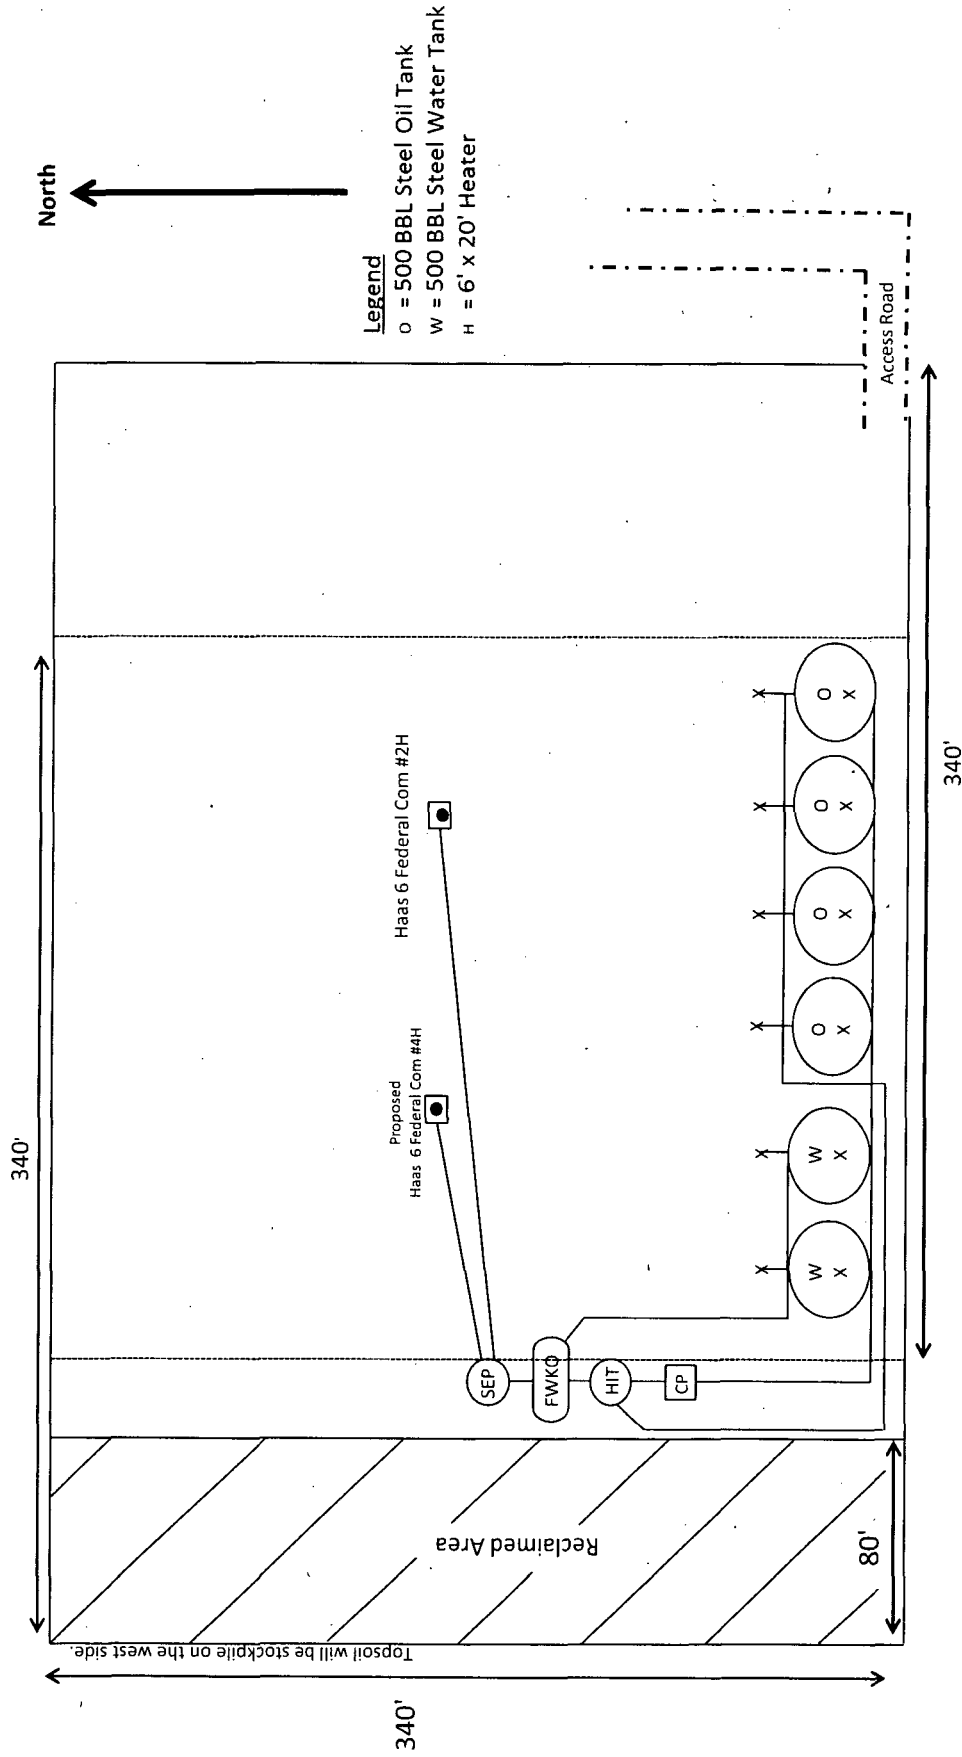 North
Legend
O = 500 BBL Steel Oil Tank
W = 500 BBL Steel Water Tank
H = 6' x 20' Heater
340'
Haas 6 Federal Com #2H
Proposed
Haas 6 Federal Com #4H
SEP
FWKO
HIT
CP
X X X X X X
W W O O O O
X X X X X X
Access Road
340'
Reclaimed Area
80'
Topsoil will be stockpile on the west side.
340'